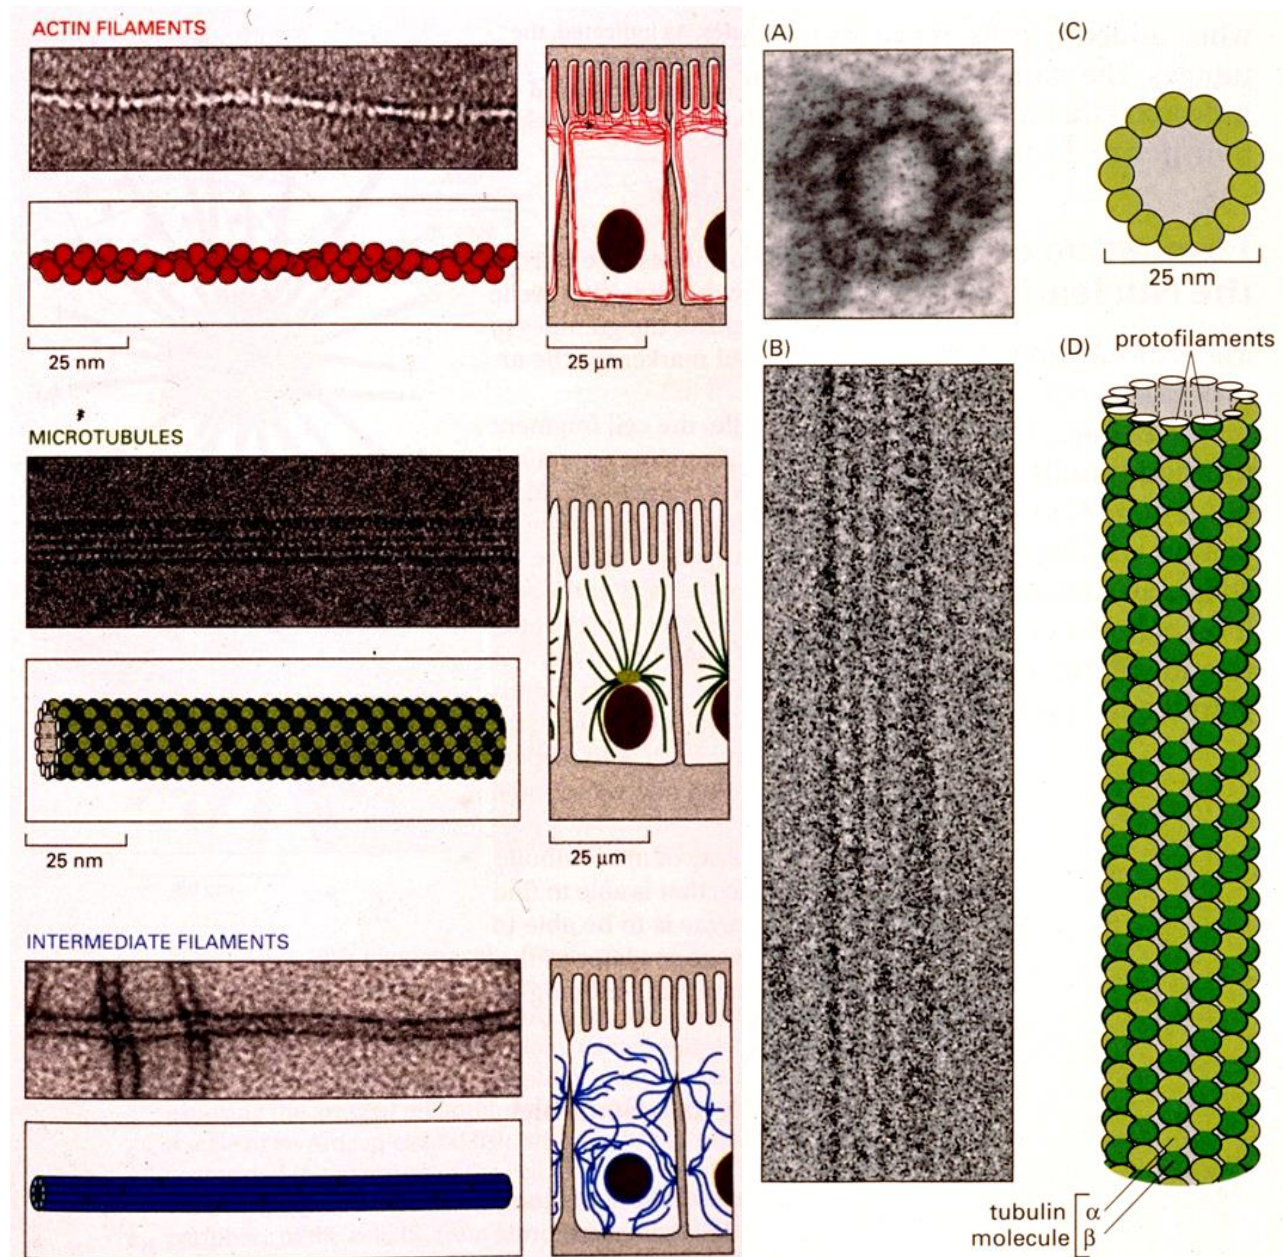 ACTIN FILAMENTS
25 nm
25 µm
MICROTUBULES
25 nm
25 µm
INTERMEDIATE FILAMENTS
(A)
(B)
(C)
25 nm
protofilaments
(D)
tubulin α
molecule β